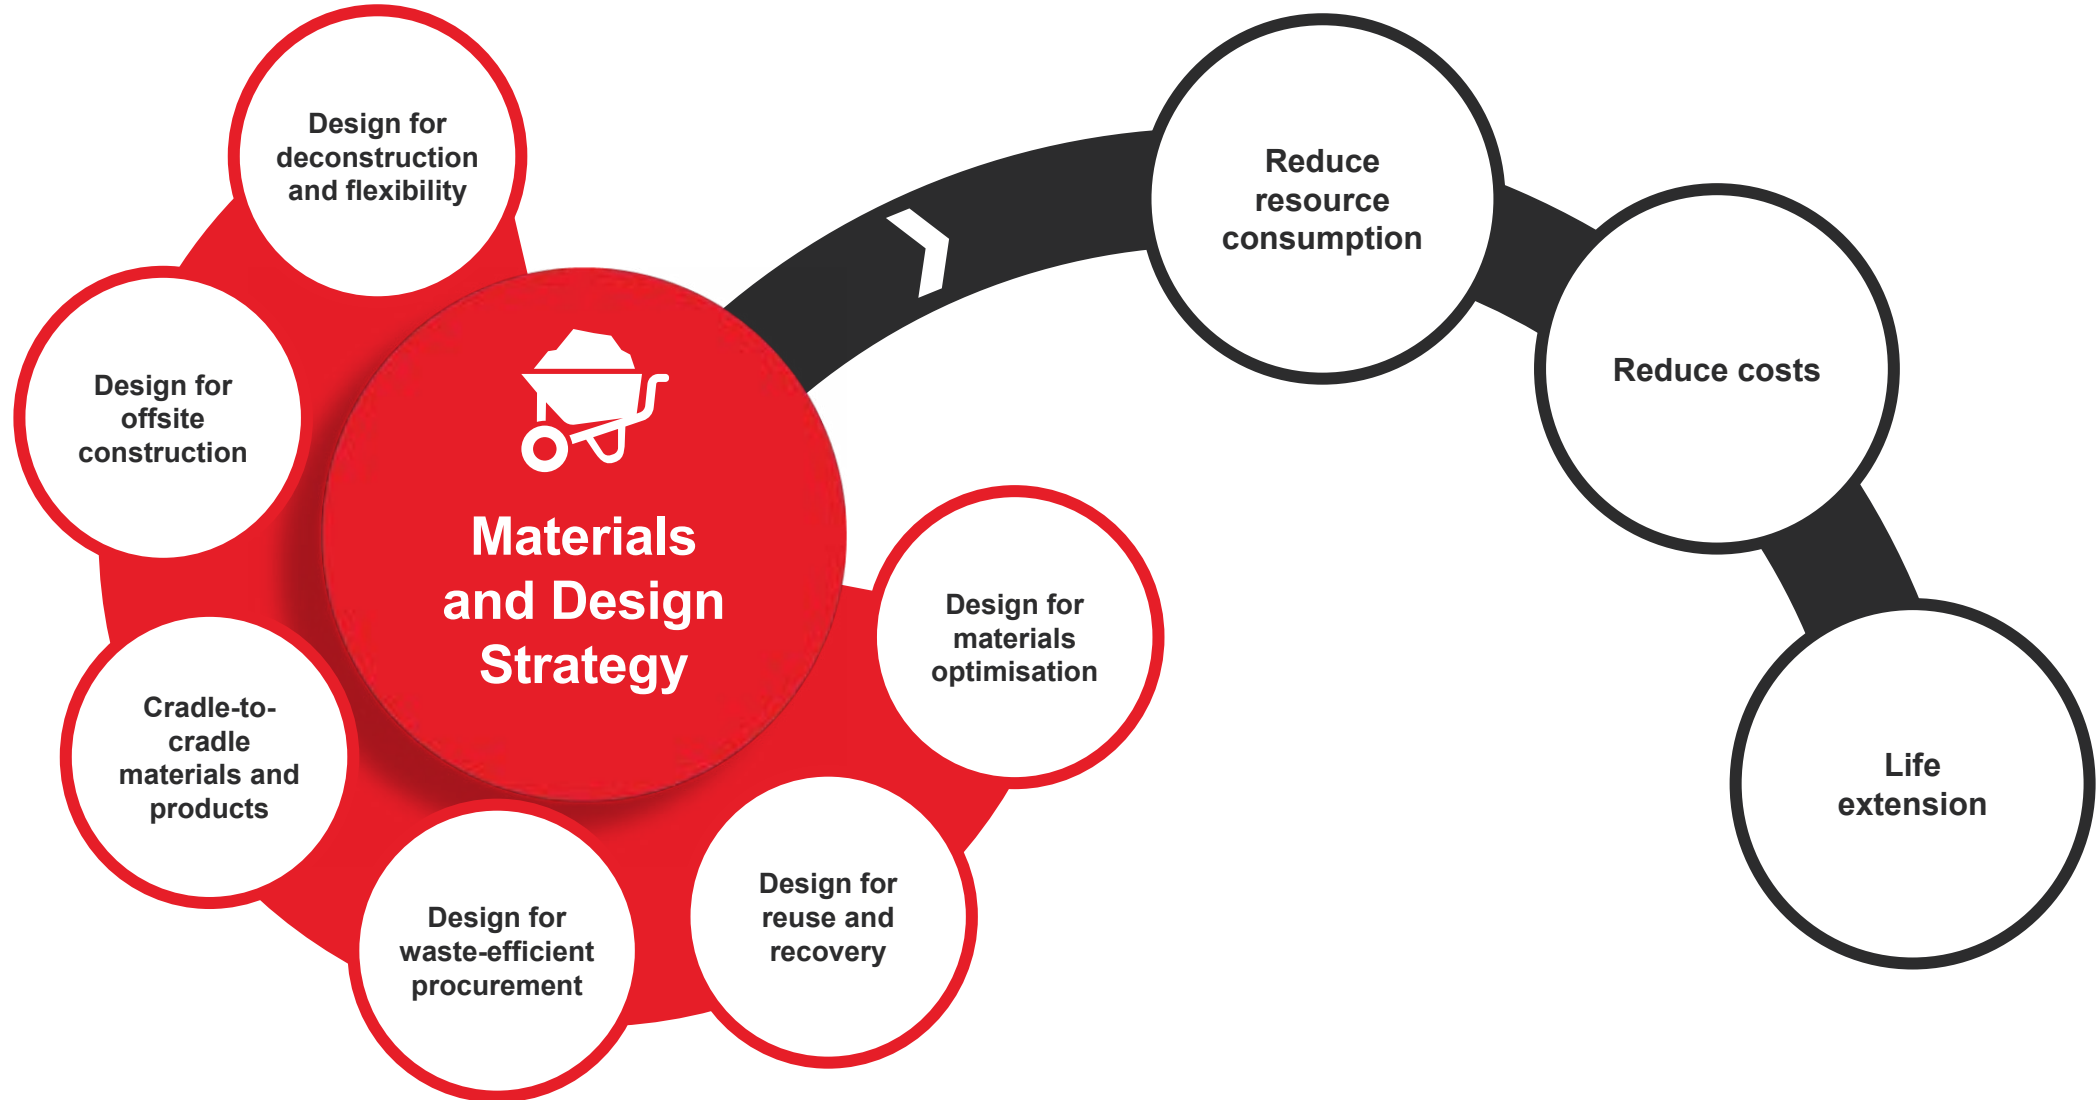 Design for
deconstruction
and flexibility
Design for
offsite
construction
Cradle-to-
cradle
materials and
products
Design for
waste-efficient
procurement
Design for
reuse and
recovery
Design for
materials
optimisation
Materials
and Design
Strategy
Reduce
resource
consumption
Reduce costs
Life
extension